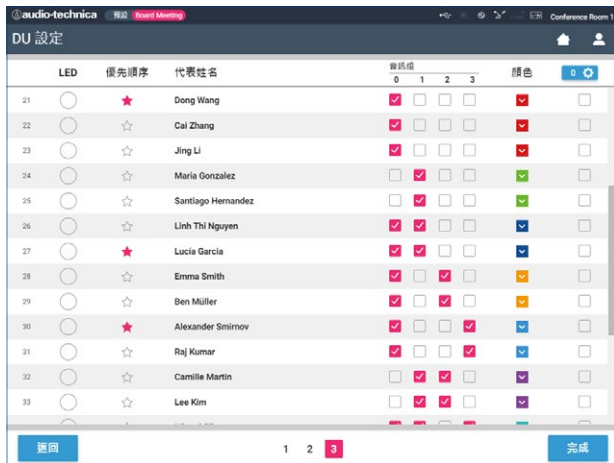 audio-technica 預設 Board Meeting Conference Room 1
DU 設定
LED 優先順序 代表姓名 音訊組 顏色 0
0 1 2 3
21 Dong Wang
22 Cai Zhang
23 Jing Li
24 Maria Gonzalez
25 Santiago Hernandez
26 Linh Thi Nguyen
27 Lucia Garcia
28 Emma Smith
29 Ben Müller
30 Alexander Smirnov
31 Raj Kumar
32 Camille Martin
33 Lee Kim
返回 1 2 3 完成